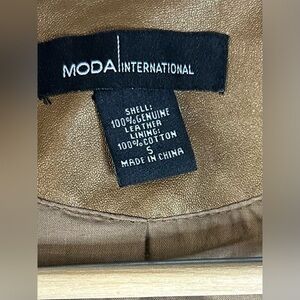 MODA INTERNATIONAL
SHELL:
100%GENUINE
LEATHER
LINING:
100%COTTON
S
MADE IN CHINA